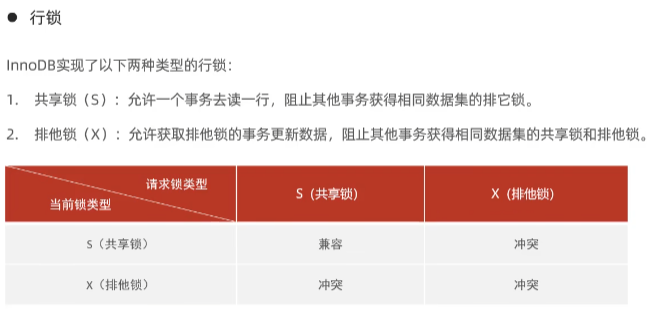 ● 行锁
InnoDB实现了以下两种类型的行锁：
1. 共享锁（S）：允许一个事务去读一行，阻止其他事务获得相同数据集的排它锁。
2. 排他锁（X）：允许获取排他锁的事务更新数据，阻止其他事务获得相同数据集的共享锁和排他锁。
请求锁类型
当前锁类型
S（共享锁） X（排他锁）
S（共享锁） 兼容 冲突
X（排他锁） 冲突 冲突